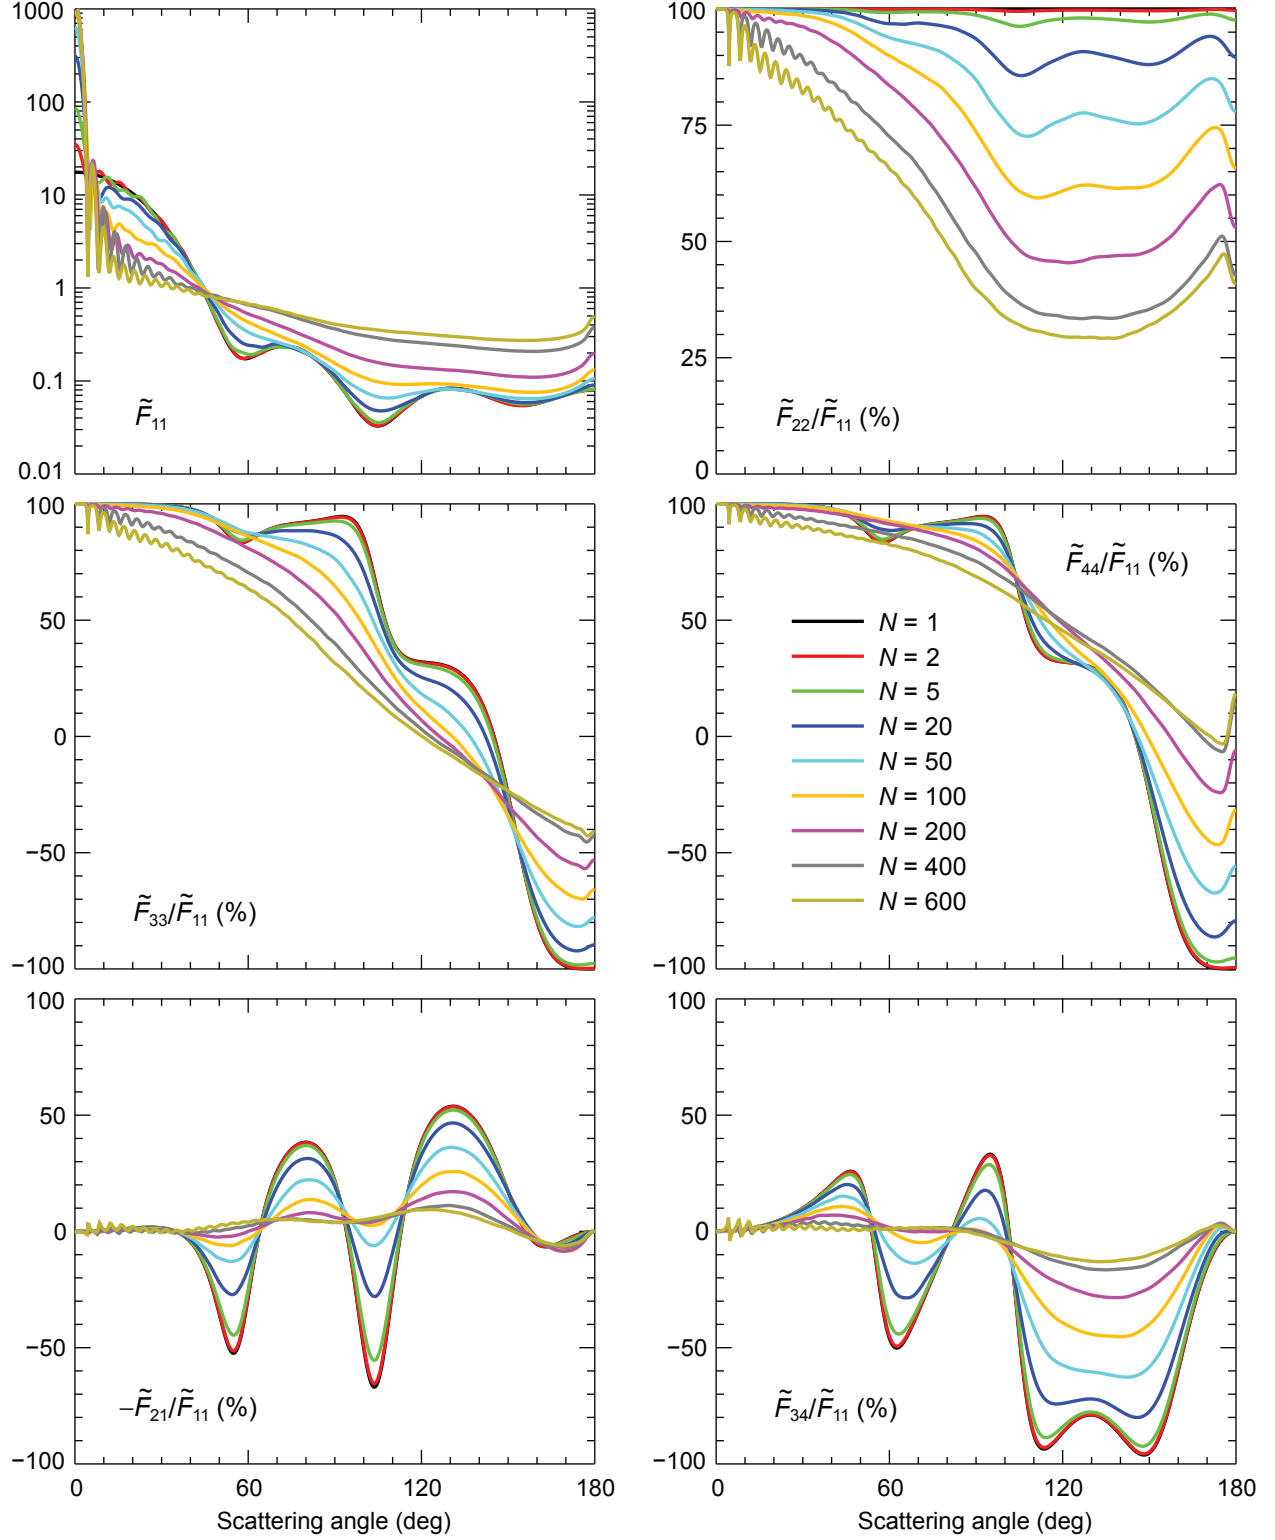 1000
100
10
1
0.1
0.01
F̃₁₁
100
75
50
25
0
F̃₂₂/F̃₁₁ (%)
100
50
0
−50
−100
F̃₃₃/F̃₁₁ (%)
100
50
0
−50
−100
F̃₄₄/F̃₁₁ (%)
N = 1
N = 2
N = 5
N = 20
N = 50
N = 100
N = 200
N = 400
N = 600
100
50
0
−50
−100
−F̃₂₁/F̃₁₁ (%)
0 60 120 180
Scattering angle (deg)
100
50
0
−50
−100
F̃₃₄/F̃₁₁ (%)
0 60 120 180
Scattering angle (deg)